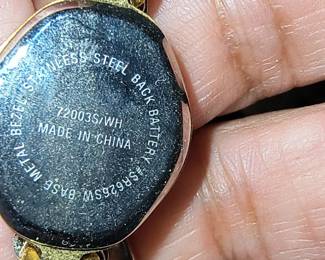 BASE METAL BEZEL STAINLESS STEEL BACK BATTERY #SR626SW
72003S/WH
MADE IN CHINA